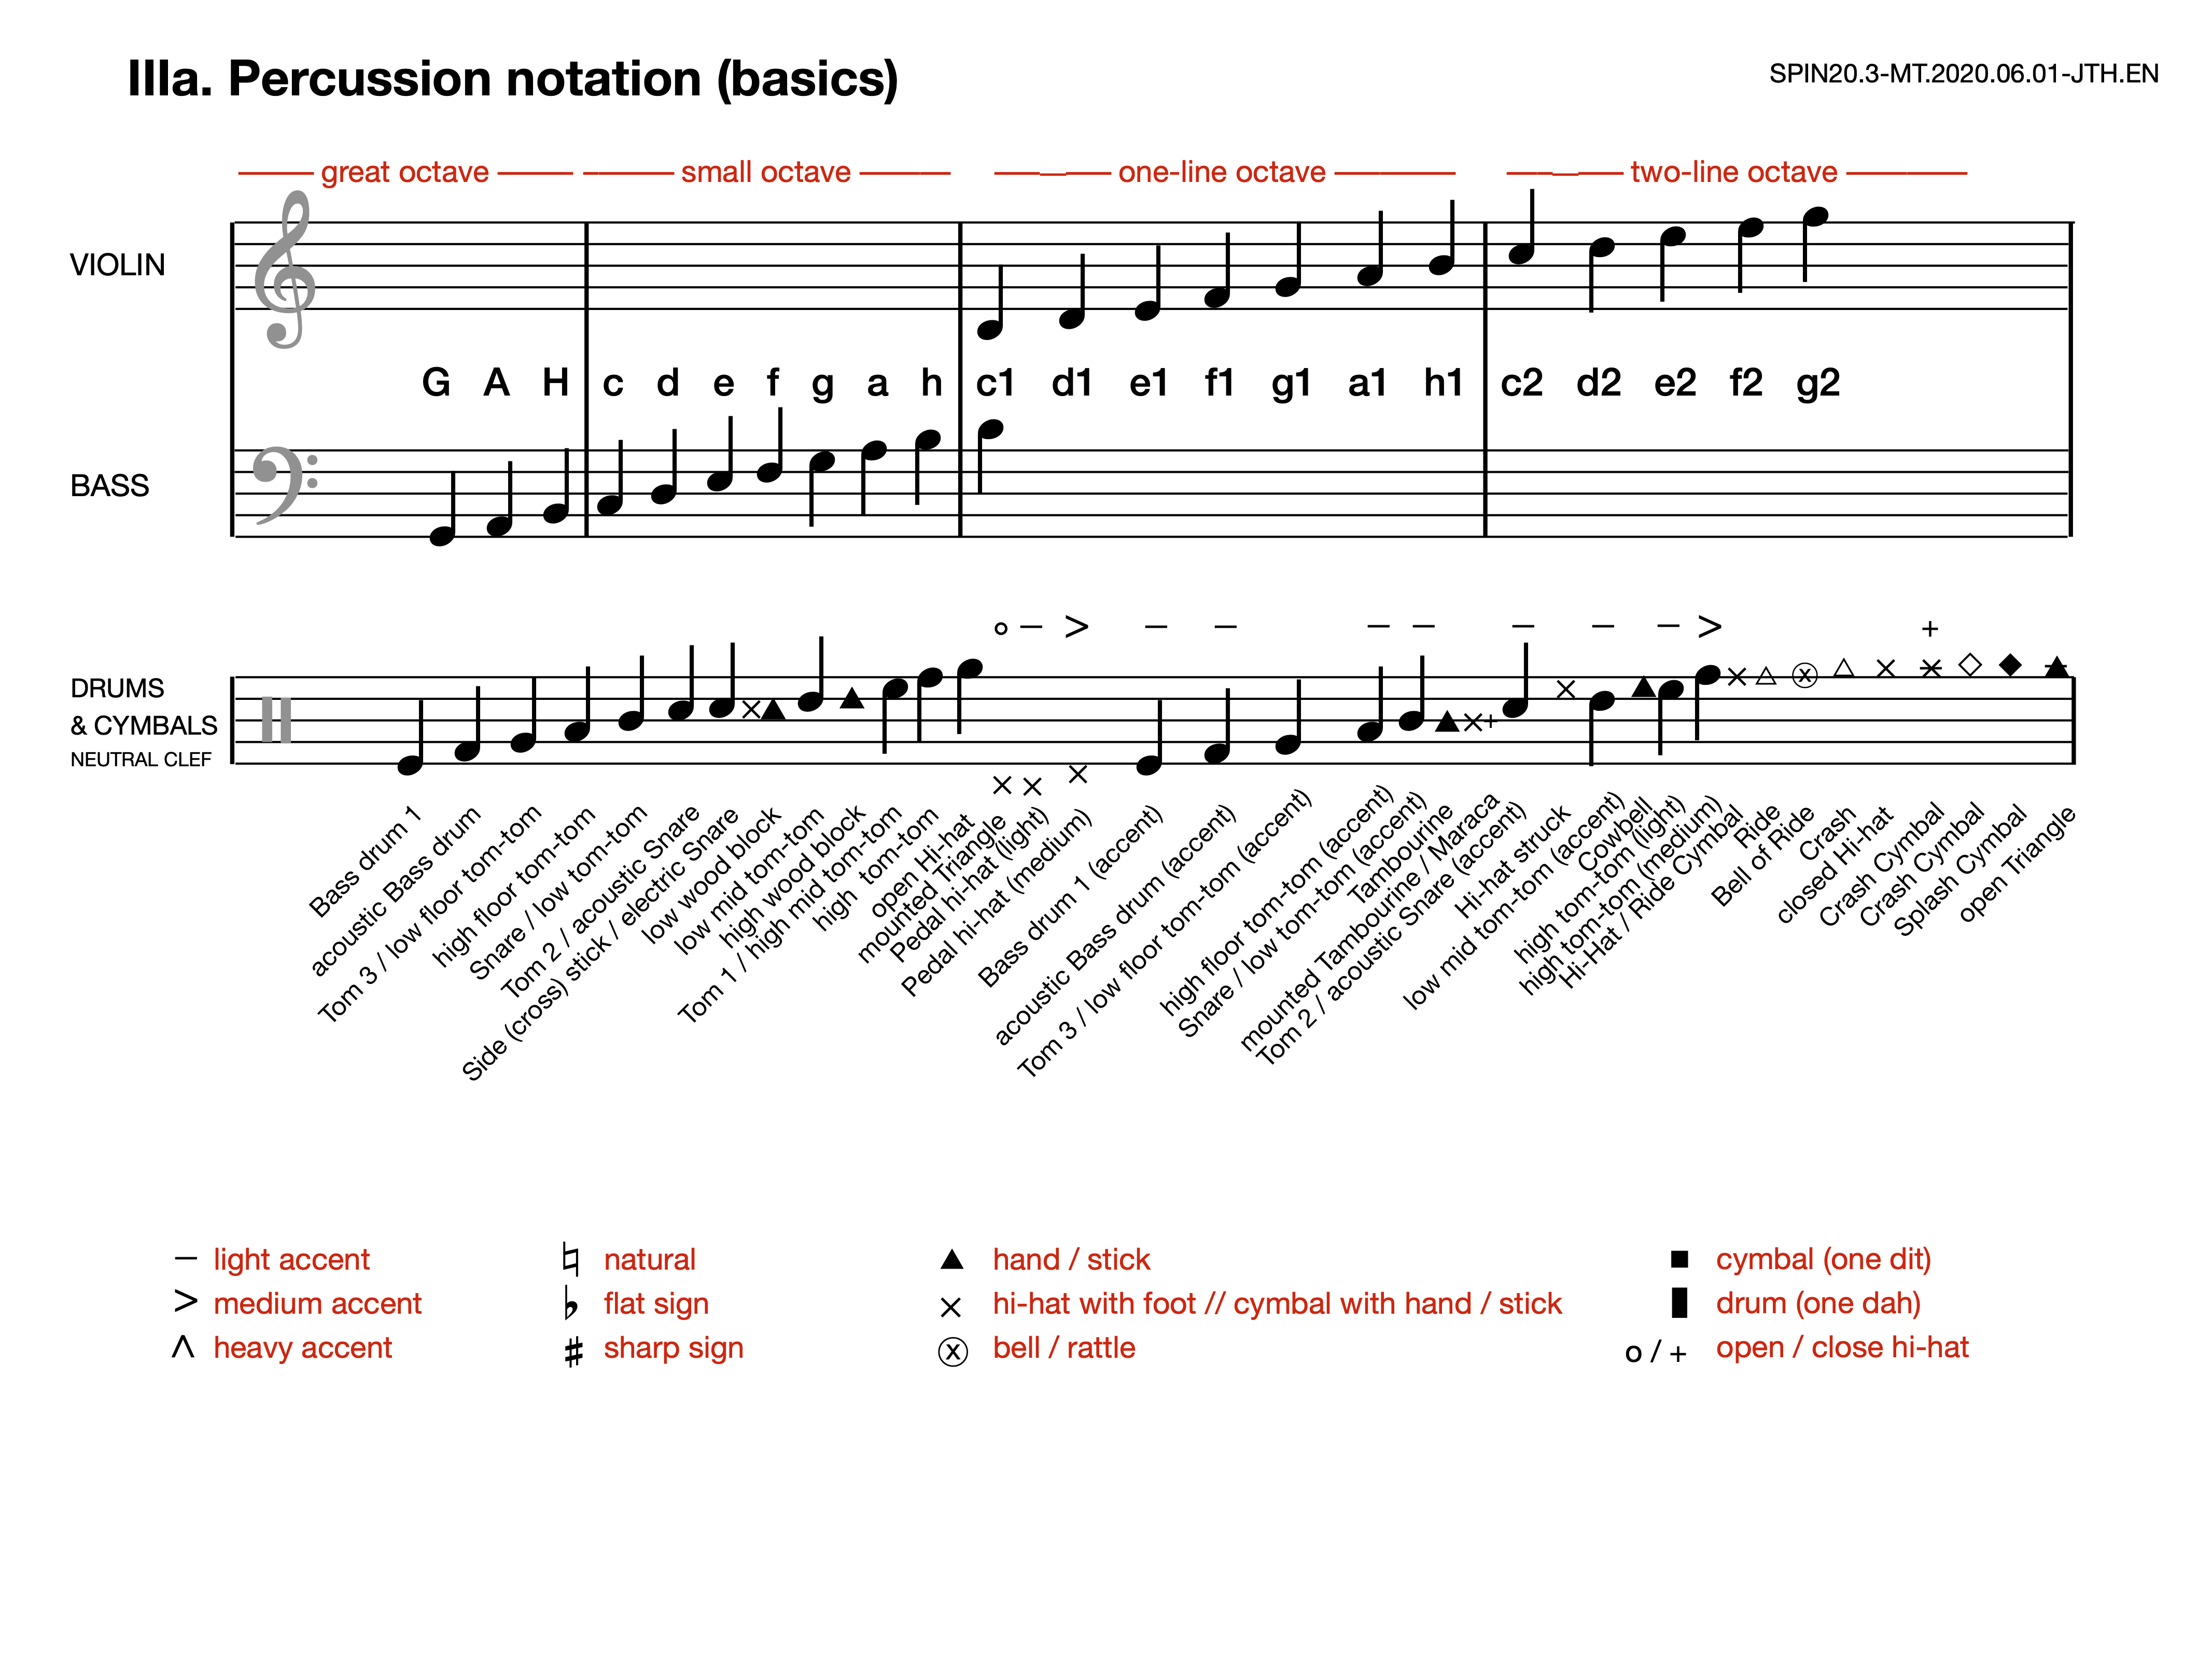 IIIa. Percussion notation (basics)
SPIN20.3-MT.2020.06.01-JTH.EN
great octave small octave one-line octave two-line octave
VIOLIN
G A H c d e f g a h c1 d1 e1 f1 g1 a1 h1 c2 d2 e2 f2 g2
BASS
DRUMS
& CYMBALS
NEUTRAL CLEF
Bass drum 1
acoustic Bass drum
Tom 3 / low floor tom-tom
high floor tom-tom
Snare / low tom-tom
Tom 2 / acoustic Snare
Side (cross) stick / electric Snare
low wood block
low mid tom-tom
high wood block
Tom 1 / high mid tom-tom
high tom-tom
open Hi-hat
mounted Triangle
Pedal hi-hat (light)
Pedal hi-hat (medium)
Bass drum 1 (accent)
acoustic Bass drum (accent)
Tom 3 / low floor tom-tom (accent)
high floor tom-tom (accent)
Snare / low tom-tom (accent)
Tambourine
mounted Tambourine / Maraca
Tom 2 / acoustic Snare (accent)
Hi-hat struck
low mid tom-tom (accent)
Cowbell
high tom-tom (light)
high tom-tom (medium)
Hi-Hat / Ride Cymbal
Ride
Bell of Ride
Crash
closed Hi-hat
Crash Cymbal
Crash Cymbal
Splash Cymbal
open Triangle
– light accent ♮ natural ▲ hand / stick ■ cymbal (one dit)
> medium accent ♭ flat sign × hi-hat with foot // cymbal with hand / stick ▮ drum (one dah)
^ heavy accent ♯ sharp sign ⓧ bell / rattle o / + open / close hi-hat